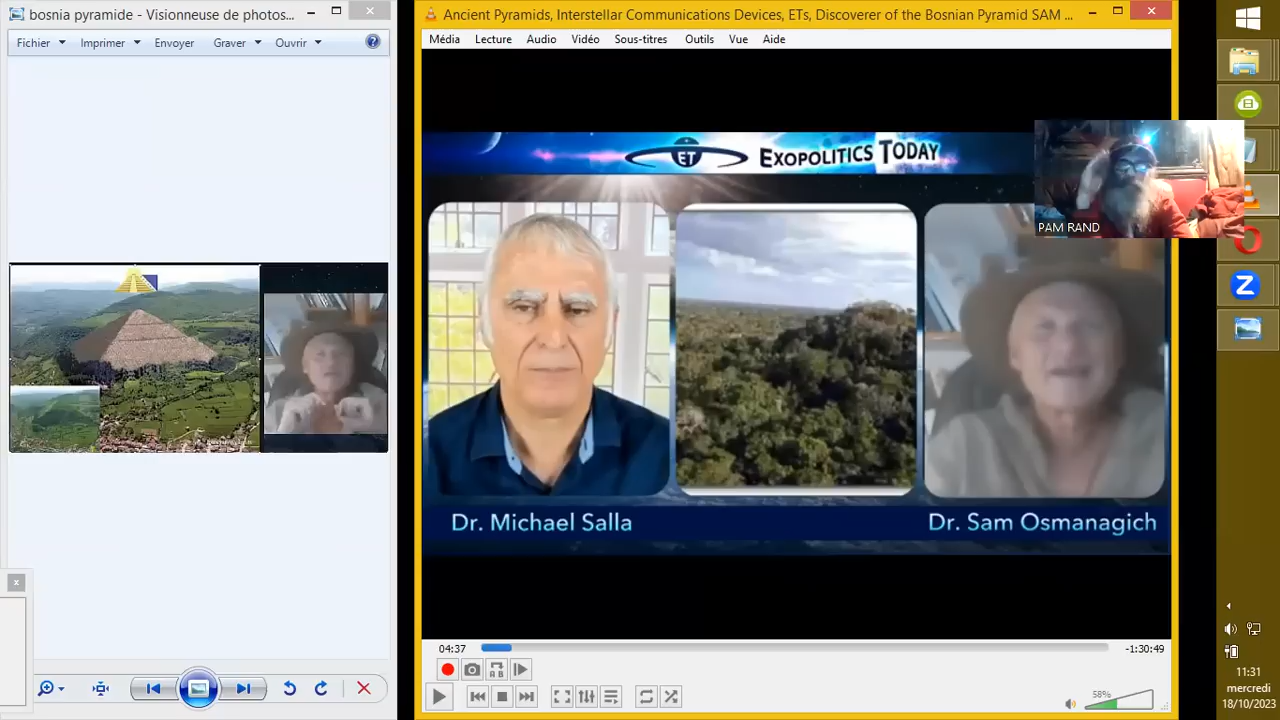 bosnia pyramide - Visionneuse de photos...
Fichier Imprimer Envoyer Graver Ouvrir
Ancient Pyramids, Interstellar Communications Devices, ETs, Discoverer of the Bosnian Pyramid SAM ...
Média Lecture Audio Vidéo Sous-titres Outils Vue Aide
ET EXOPOLITICS TODAY
PAM RAND
Dr. Michael Salla
Dr. Sam Osmanagich
04:37
-1:30:49
58%
11:31
mercredi
18/10/2023